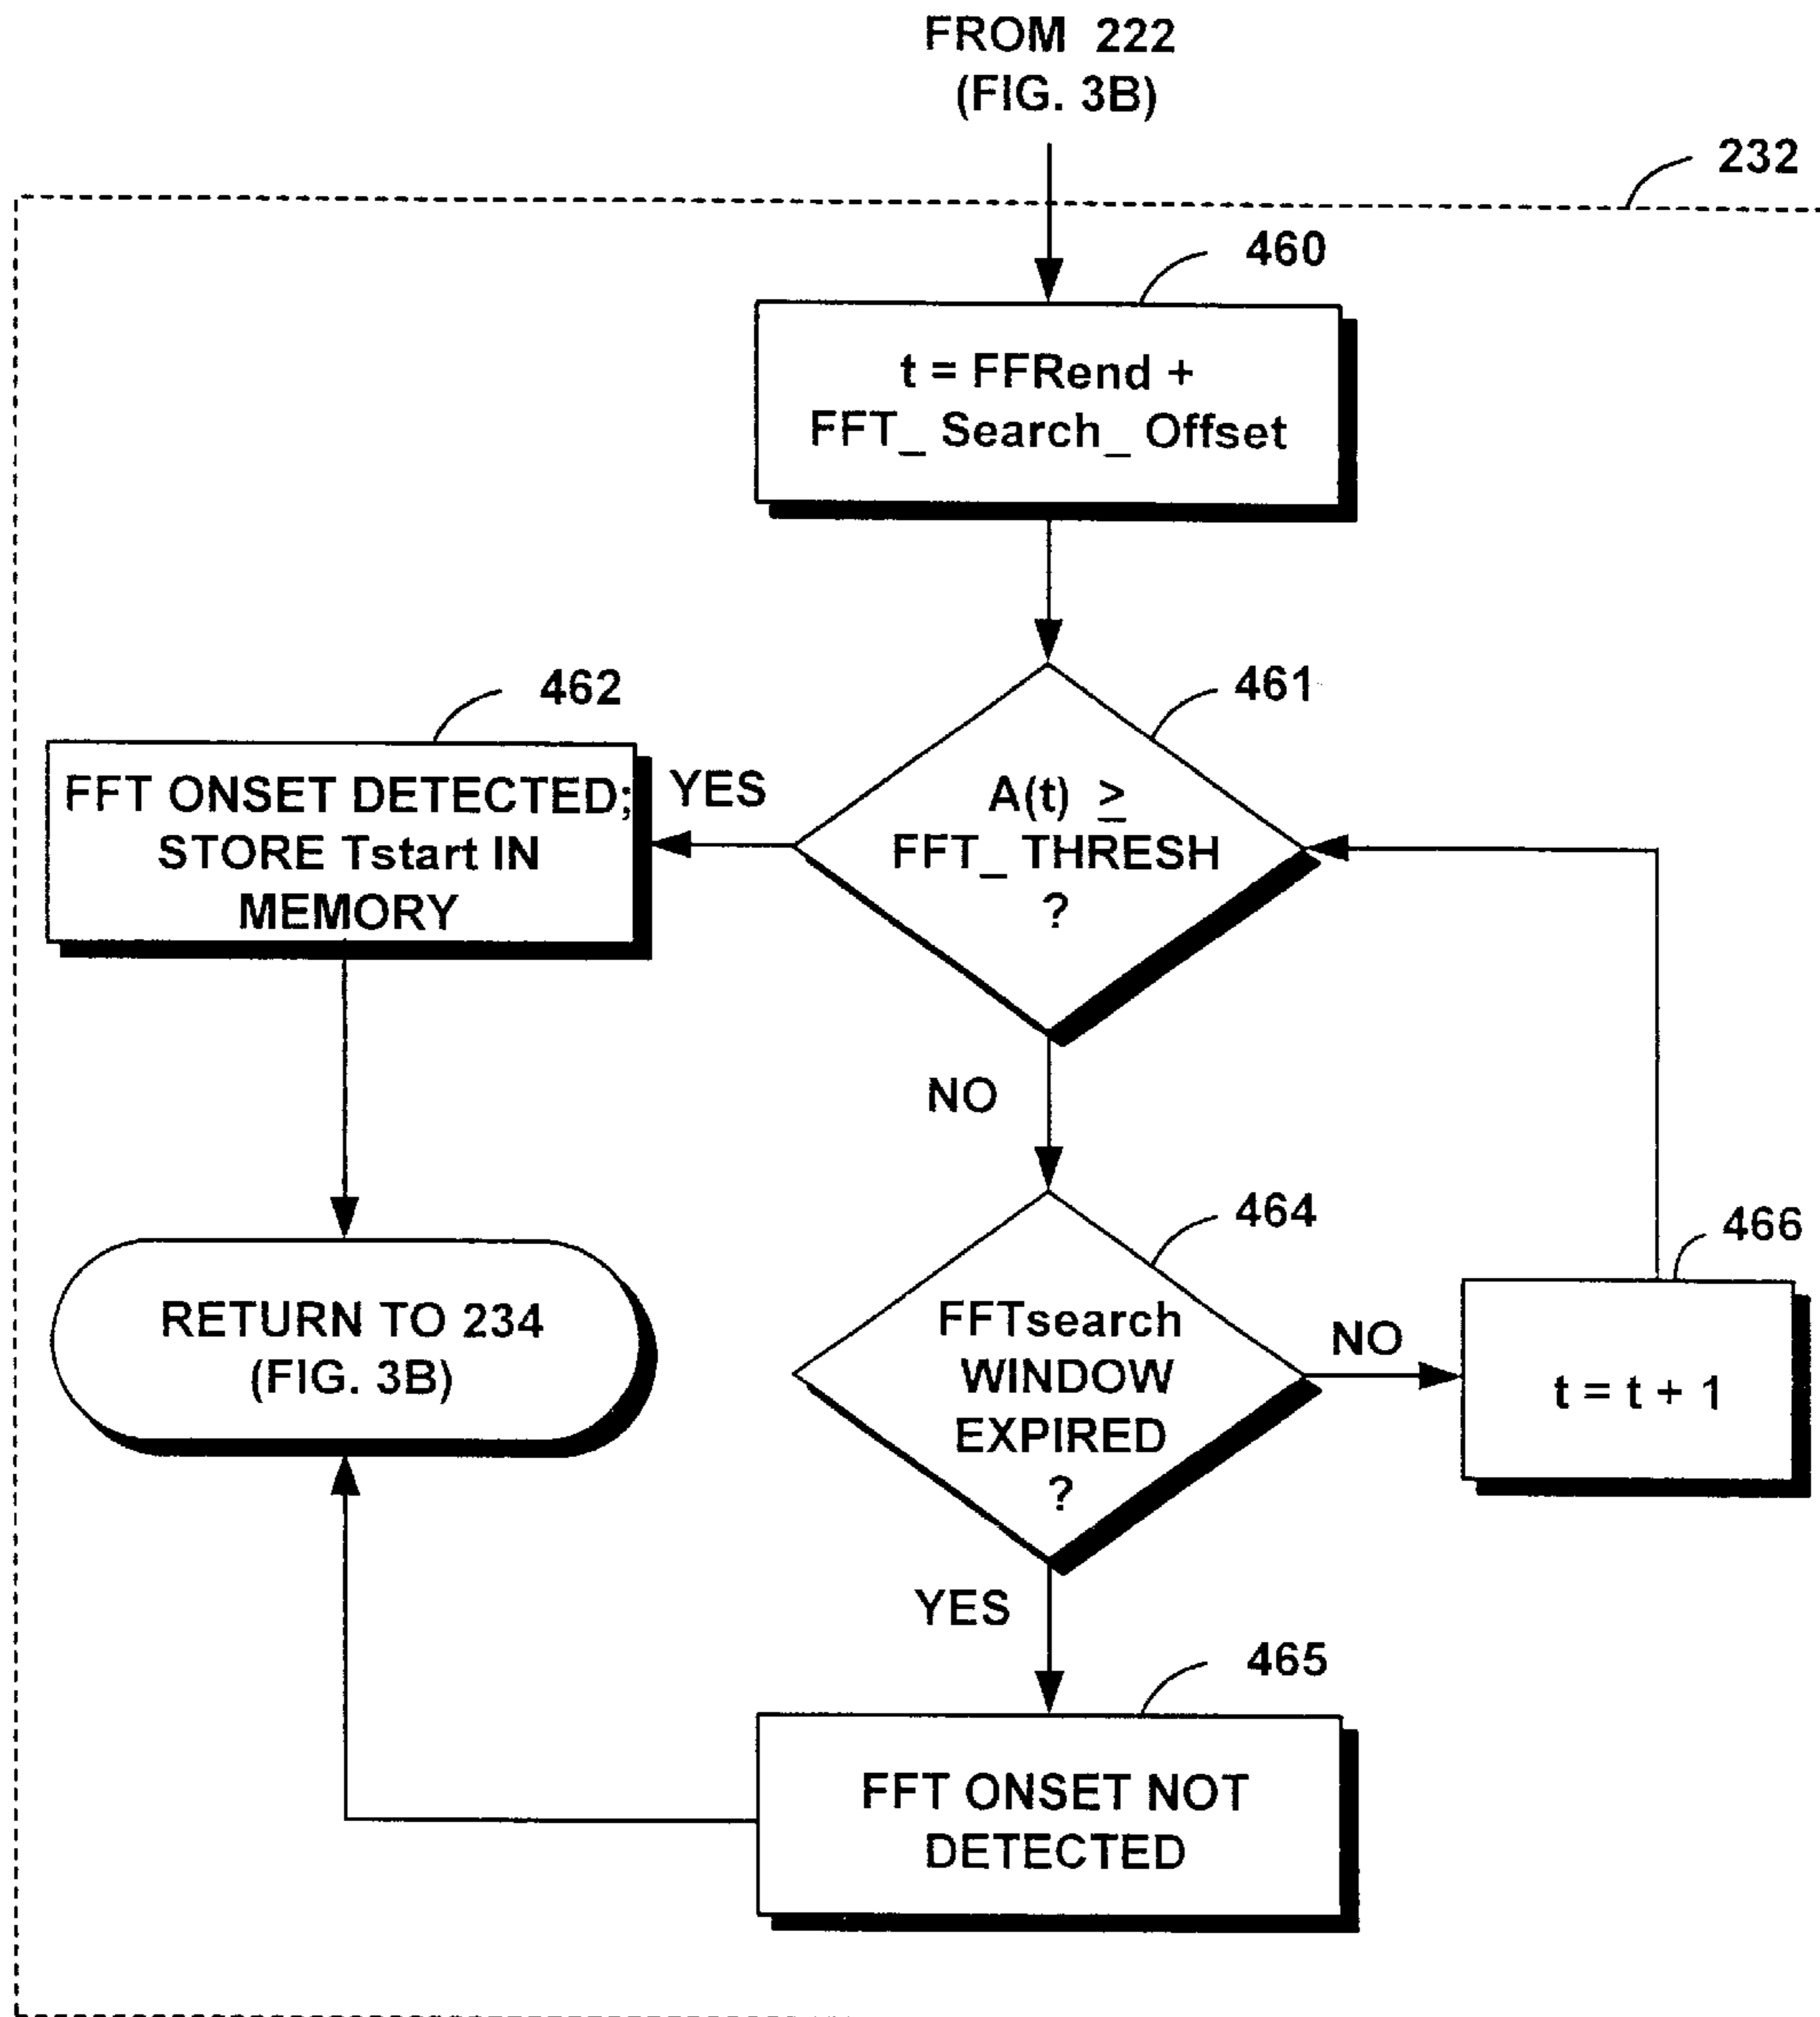 FROM 222
(FIG. 3B)
232
460
t = FFRend +
FFT_ Search_ Offset
461
462
A(t) ≥
FFT_ THRESH
?
YES
FFT ONSET DETECTED;
STORE Tstart IN
MEMORY
NO
464
466
FFTsearch
WINDOW
EXPIRED
?
NO
t = t + 1
RETURN TO 234
(FIG. 3B)
YES
465
FFT ONSET NOT
DETECTED